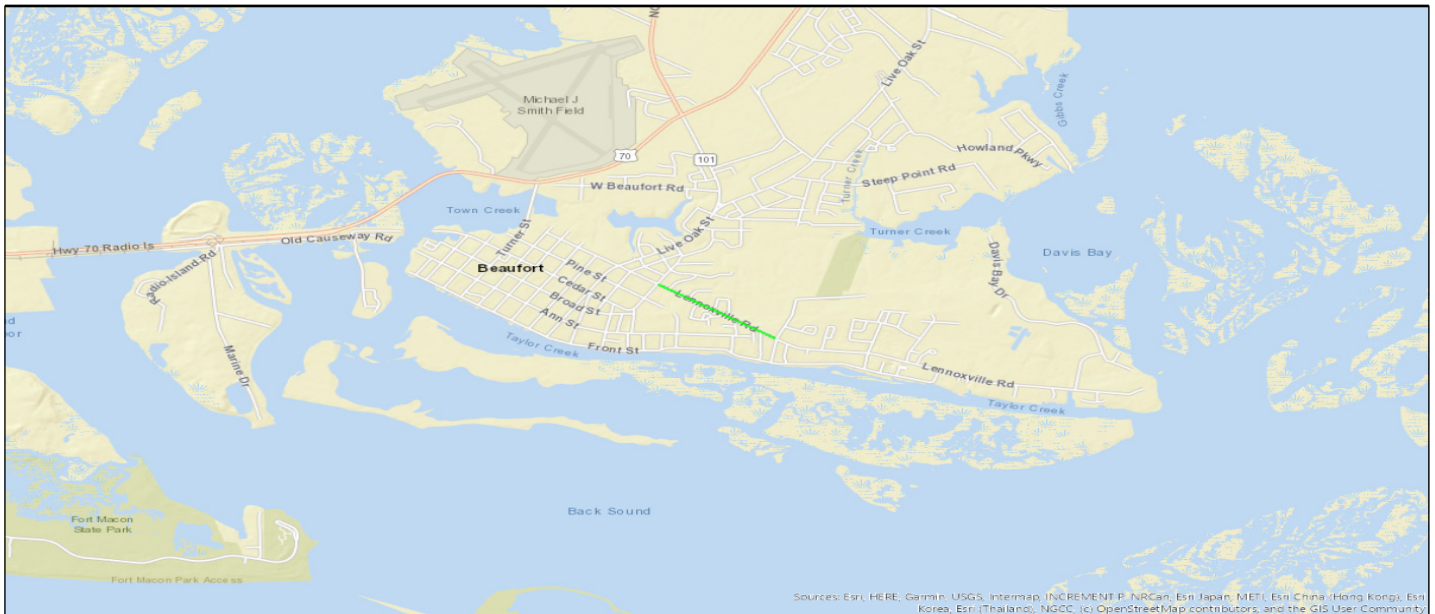 NC
Live Oak St
Michael J
Smith Field
Gibbs Creek
70
101
Howland Pkwy
Turner Creek
Steep Point Rd
W Beaufort Rd
Town Creek
Turner St
Turner Creek
Old Causeway Rd
Hwy 70 Radio Is
Live Oak St
Davis Bay
Davis Bay Dr
Radio Island Rd
Beaufort
Pine St
Cedar St
Broad St
Ann St
Lennoxville Rd
Front St
Taylor Creek
Marine Dr
Lennoxville Rd
Taylor Creek
Back Sound
Fort Macon
State Park
Fort Macon Park Access
Sources: Esri, HERE, Garmin, USGS, Intermap, INCREMENT P, NRCan, Esri Japan, METI, Esri China (Hong Kong), Esri
Korea, Esri (Thailand), NGCC, (c) OpenStreetMap contributors, and the GIS User Community